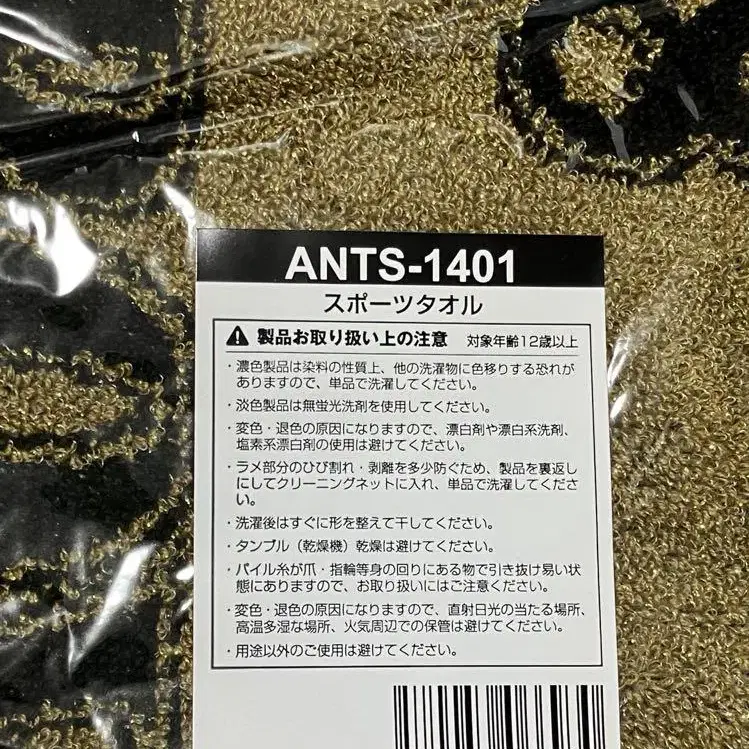 ANTS-1401
スポーツタオル
製品お取り扱い上の注意 対象年齢12歳以上
・濃色製品は染料の性質上、他の洗濯物に色移りする恐れが
ありますので、単品で洗濯してください。
・淡色製品は無蛍光洗剤を使用してください。
・変色・退色の原因になりますので、漂白剤や漂白系洗剤、
塩素系漂白剤の使用は避けてください。
・ラメ部分のひび割れ・剥離を多少防ぐため、製品を裏返し
にしてクリーニングネットに入れ、単品で洗濯してくださ
い。
・洗濯後はすぐに形を整えて干してください。
・タンブル（乾燥機）乾燥は避けてください。
・パイル糸が爪・指輪等身の回りにある物で引き抜け易い状
態にありますので、お取り扱いにはご注意ください。
・変色・退色の原因になりますので、直射日光の当たる場所、
高温多湿な場所、火気周辺での保管は避けてください。
・用途以外のご使用は避けてください。